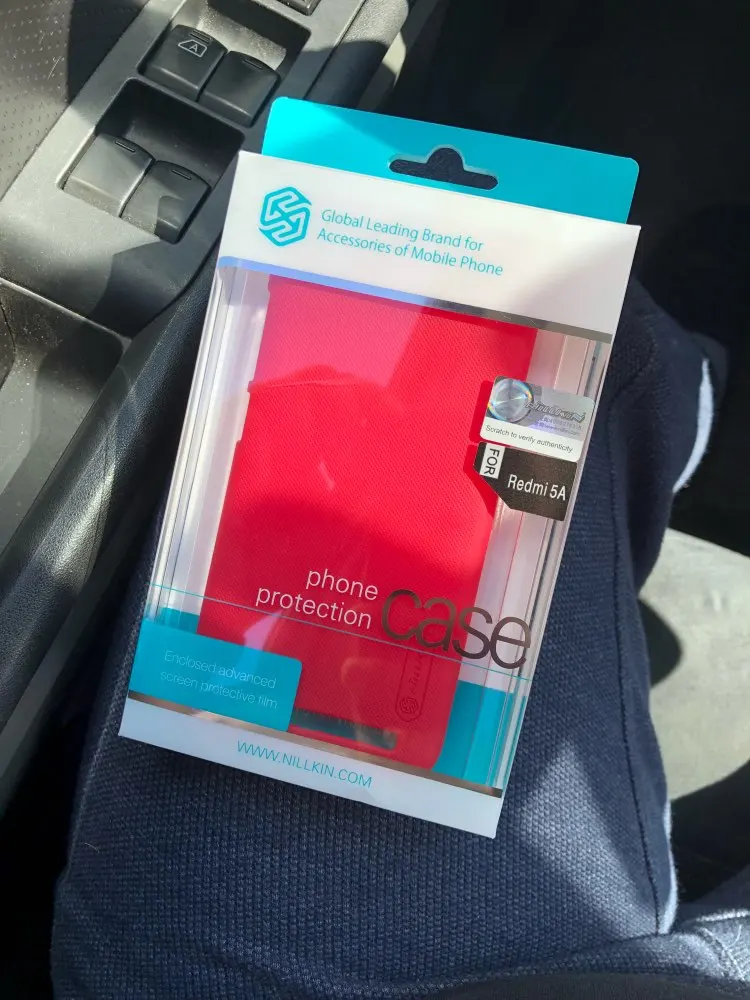 A
Global Leading Brand for
Accessories of Mobile Phone
Scratch to verify authenticity
FOR
Redmi 5A
phone
protection
case
Enclosed advanced
screen protective film
WWW.NILLKIN.COM